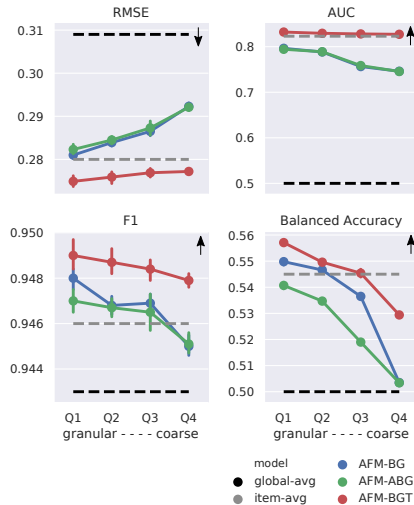 RMSE
0.31
0.30
0.29
0.28
AUC
0.8
0.7
0.6
0.5
F1
0.950
0.948
0.946
0.944
Q1 Q2 Q3 Q4
granular - - - - coarse
Balanced Accuracy
0.56
0.55
0.54
0.53
0.52
0.51
0.50
Q1 Q2 Q3 Q4
granular - - - - coarse
model
global-avg
item-avg
AFM-BG
AFM-ABG
AFM-BGT